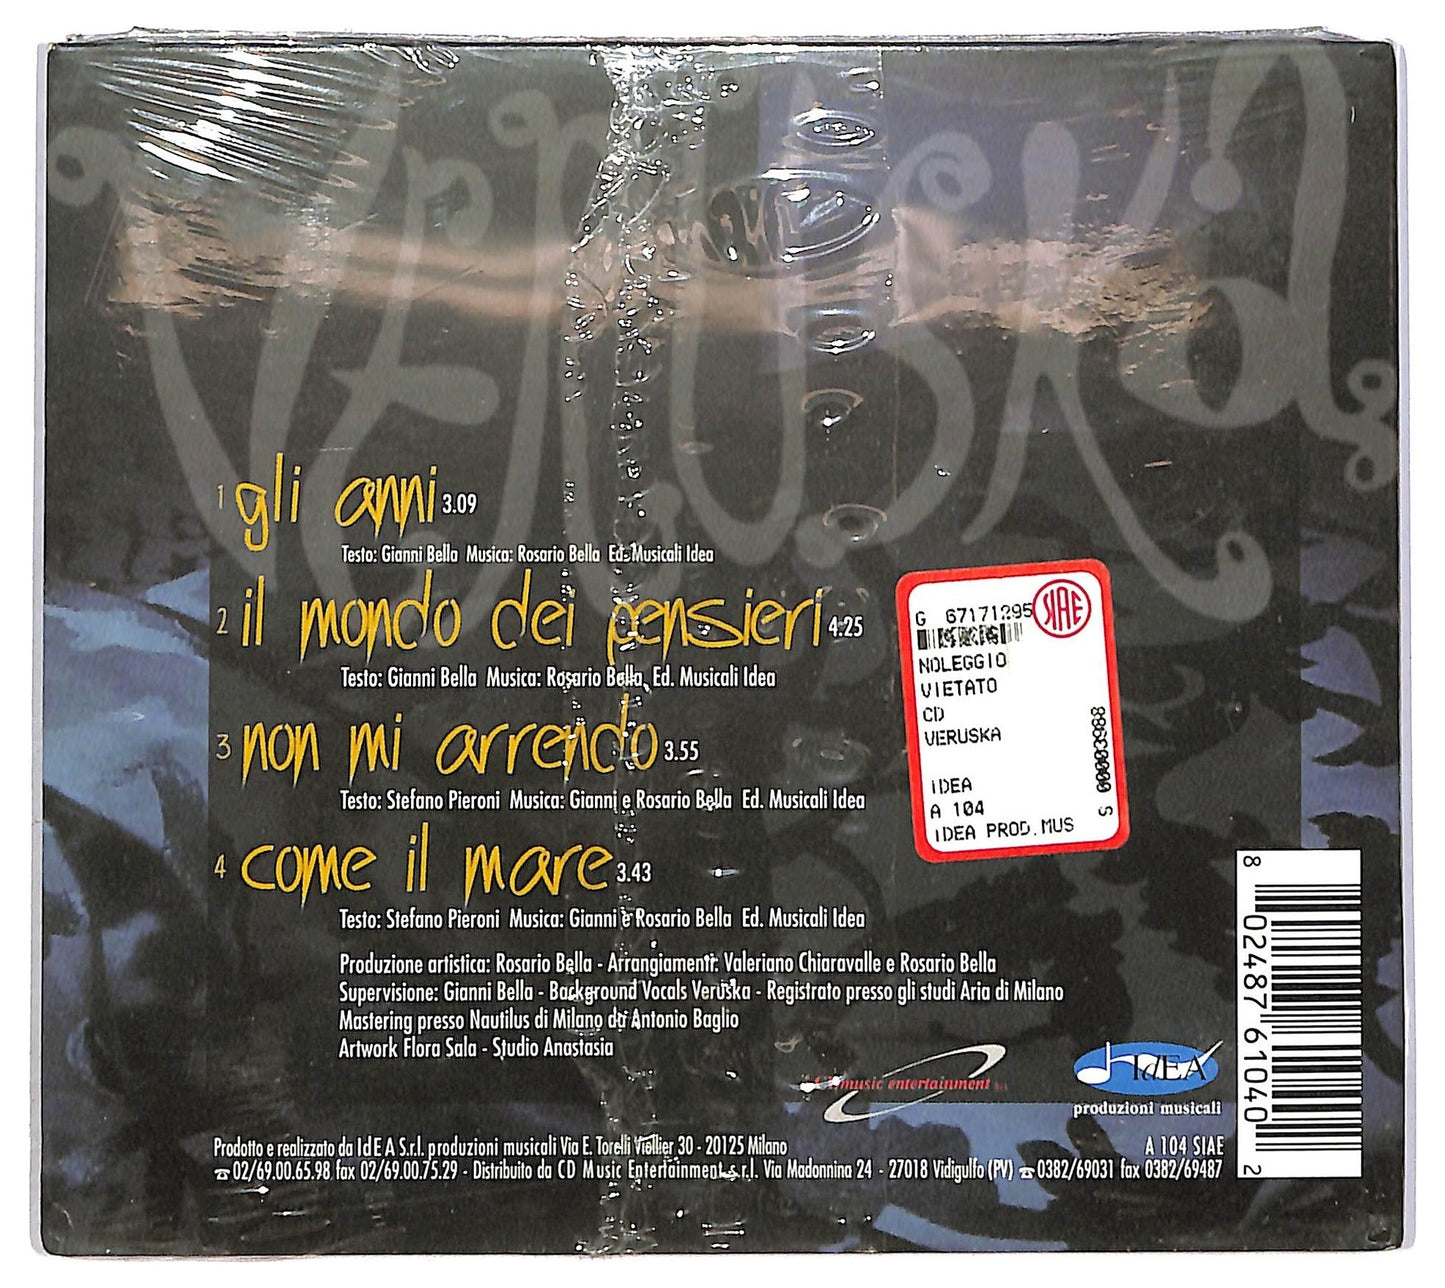 VERUSKA
1 gli anni 3.09
Testo: Gianni Bella Musica: Rosario Bella Ed. Musicali Idea
2 il mondo dei pensieri 4:25
Testo: Gianni Bella Musica: Rosario Bella Ed. Musicali Idea
3 non mi arrendo 3.55
Testo: Stefano Pieroni Musica: Gianni e Rosario Bella Ed. Musicali Idea
4 come il mare 3.43
Testo: Stefano Pieroni Musica: Gianni e Rosario Bella Ed. Musicali Idea
Produzione artistica: Rosario Bella - Arrangiamenti: Valeriano Chiaravalle e Rosario Bella
Supervisione: Gianni Bella - Background Vocals Veruska - Registrato presso gli studi Aria di Milano
Mastering presso Nautilus di Milano da Antonio Baglio
Artwork Flora Sala - Studio Anastasia
G 67171295
SIAE
NOLEGGIO
VIETATO
CD
VERUSKA
IDEA
A 104
IDEA PROD.MUS
S 00003988
music entertainment
IdEA
produzioni musicali
Prodotto e realizzato da IdEA S.r.l. produzioni musicali Via E. Torelli Viollier 30 - 20125 Milano
A 104 SIAE
☎02/69.00.65.98 fax 02/69.00.75.29 - Distribuito da CD Music Entertainment s.r.l. Via Madonnina 24 - 27018 Vidigulfo (PV) ☎0382/69031 fax 0382/69487
8 02487 61040 2